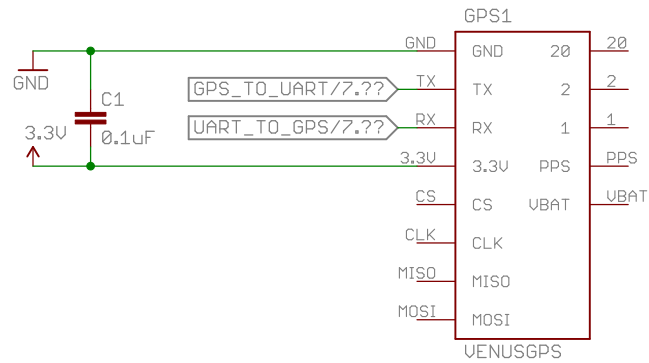 GPS1
GND GND 20 20
GPS_TO_UART/7.?? TX TX 2 2
GND C1
UART_TO_GPS/7.?? RX RX 1 1
3.3V 0.1uF
3.3V 3.3V PPS PPS
CS CS VBAT VBAT
CLK CLK
MISO MISO
MOSI MOSI
VENUSGPS